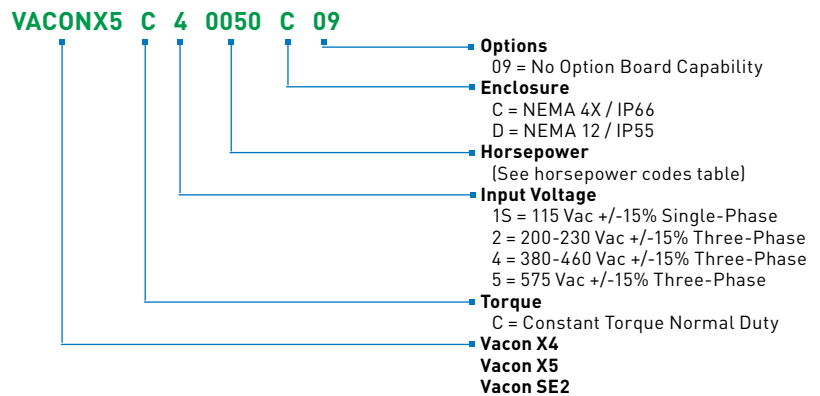 VACONX5 C 4 0050 C 09
Options
09 = No Option Board Capability
Enclosure
C = NEMA 4X / IP66
D = NEMA 12 / IP55
Horsepower
(See horsepower codes table)
Input Voltage
1S = 115 Vac +/-15% Single-Phase
2 = 200-230 Vac +/-15% Three-Phase
4 = 380-460 Vac +/-15% Three-Phase
5 = 575 Vac +/-15% Three-Phase
Torque
C = Constant Torque Normal Duty
Vacon X4
Vacon X5
Vacon SE2